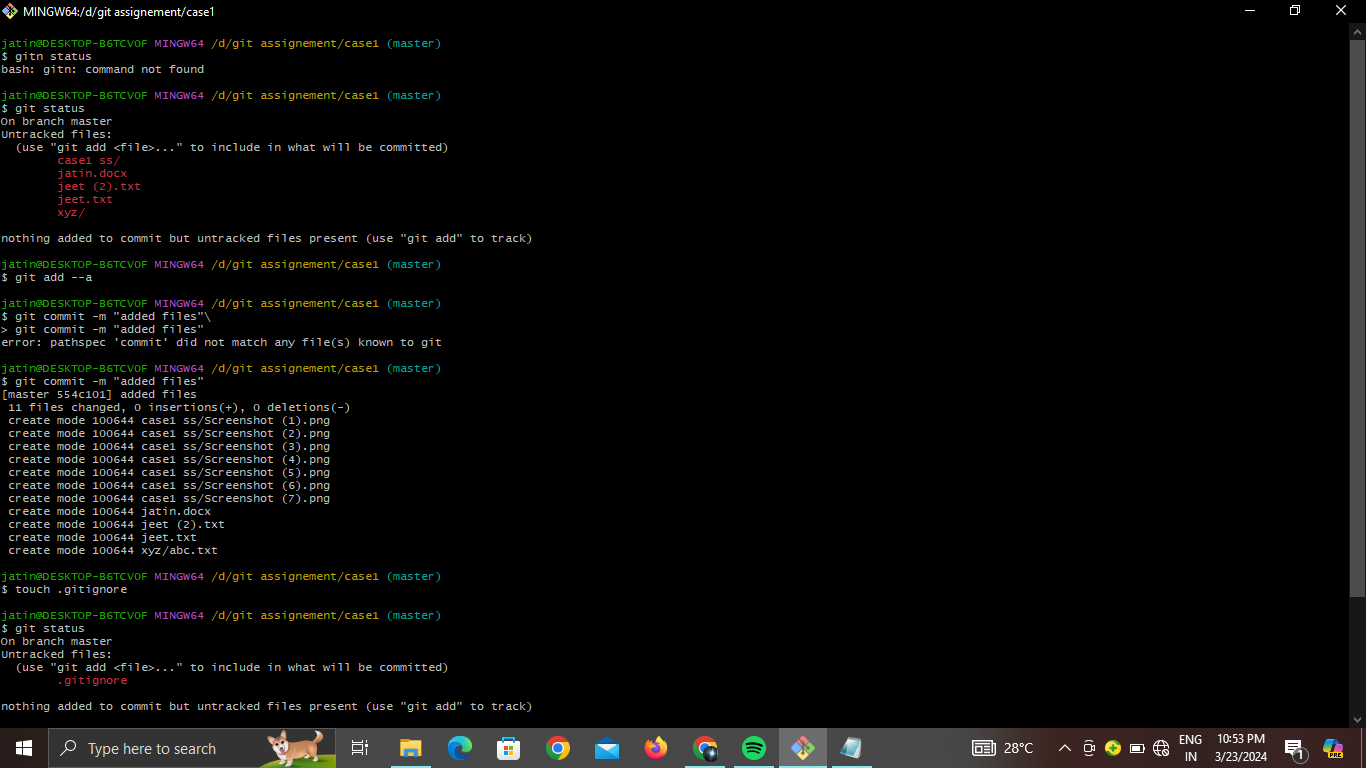 MINGW64:/d/git assignement/case1
jatin@DESKTOP-B6TCVOF MINGW64 /d/git assignement/case1 (master)
$ gitn status
bash: gitn: command not found
jatin@DESKTOP-B6TCVOF MINGW64 /d/git assignement/case1 (master)
$ git status
On branch master
Untracked files:
  (use "git add <file>..." to include in what will be committed)
        case1 ss/
        jatin.docx
        jeet (2).txt
        jeet.txt
        xyz/
nothing added to commit but untracked files present (use "git add" to track)
jatin@DESKTOP-B6TCVOF MINGW64 /d/git assignement/case1 (master)
$ git add --a
jatin@DESKTOP-B6TCVOF MINGW64 /d/git assignement/case1 (master)
$ git commit -m "added files"\
> git commit -m "added files"
error: pathspec 'commit' did not match any file(s) known to git
jatin@DESKTOP-B6TCVOF MINGW64 /d/git assignement/case1 (master)
$ git commit -m "added files"
[master 554c101] added files
 11 files changed, 0 insertions(+), 0 deletions(-)
 create mode 100644 case1 ss/Screenshot (1).png
 create mode 100644 case1 ss/Screenshot (2).png
 create mode 100644 case1 ss/Screenshot (3).png
 create mode 100644 case1 ss/Screenshot (4).png
 create mode 100644 case1 ss/Screenshot (5).png
 create mode 100644 case1 ss/Screenshot (6).png
 create mode 100644 case1 ss/Screenshot (7).png
 create mode 100644 jatin.docx
 create mode 100644 jeet (2).txt
 create mode 100644 jeet.txt
 create mode 100644 xyz/abc.txt
jatin@DESKTOP-B6TCVOF MINGW64 /d/git assignement/case1 (master)
$ touch .gitignore
jatin@DESKTOP-B6TCVOF MINGW64 /d/git assignement/case1 (master)
$ git status
On branch master
Untracked files:
  (use "git add <file>..." to include in what will be committed)
        .gitignore
nothing added to commit but untracked files present (use "git add" to track)
Type here to search
28°C
ENG
IN
10:53 PM
3/23/2024
1
PRE